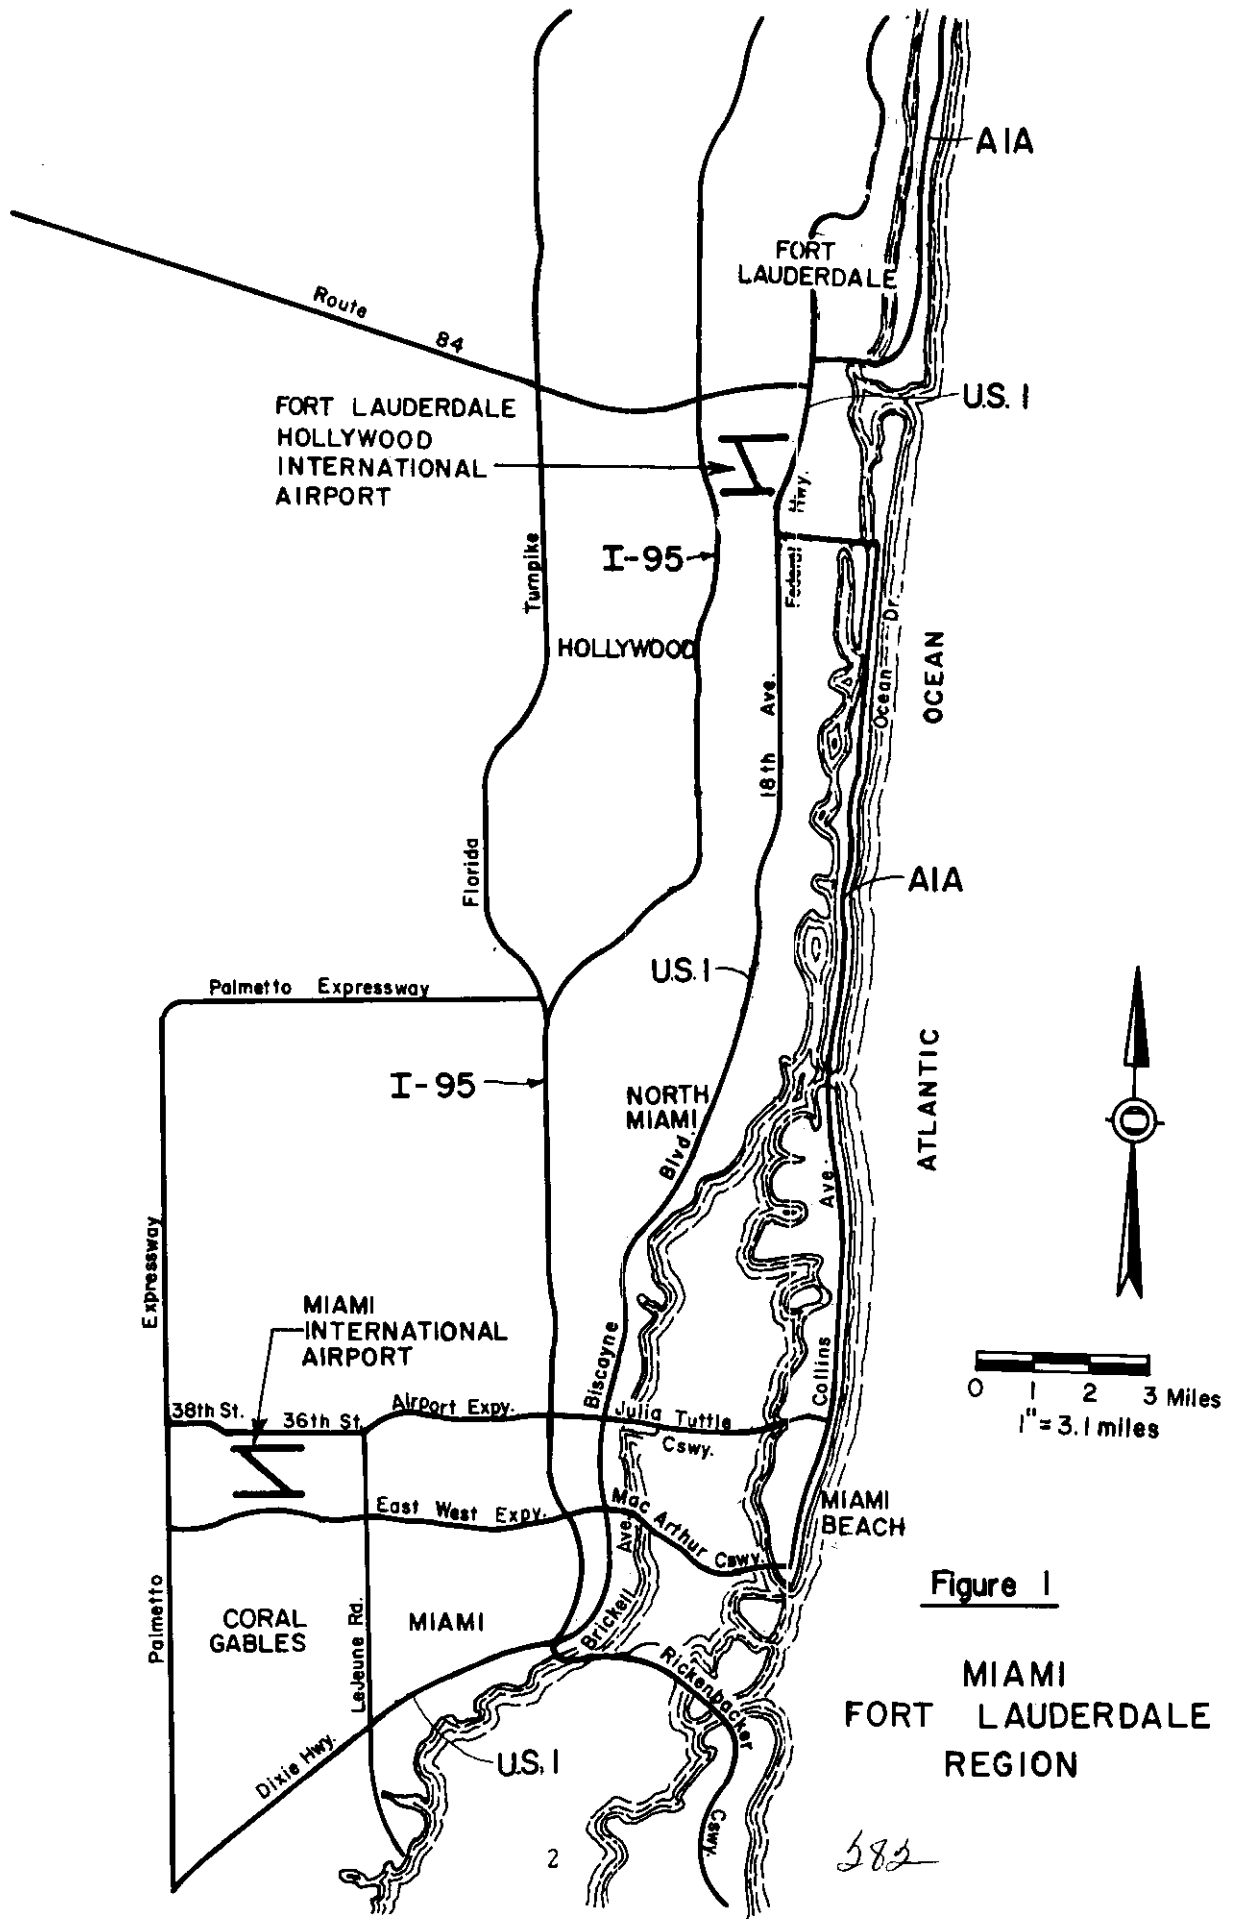 A1A
FORT
LAUDERDALE
Route 84
U.S. 1
FORT LAUDERDALE
HOLLYWOOD
INTERNATIONAL
AIRPORT
Hwy.
Federal
I-95
Turnpike
HOLLYWOOD
Ocean Dr.
OCEAN
18th Ave.
Florida
A1A
U.S. 1
Palmetto Expressway
I-95
NORTH
MIAMI
Blvd.
ATLANTIC
Ave.
Expressway
MIAMI
INTERNATIONAL
AIRPORT
Biscayne
Collins
0 1 2 3 Miles
1" = 3.1 miles
38th St.
36th St.
Airport Expy.
Julia Tuttle
Cswy.
East West Expy.
Mac Arthur Cswy.
Ave.
MIAMI
BEACH
Figure 1
Palmetto
CORAL
GABLES
LeJeune Rd.
MIAMI
Brickell
Rickenbacker
Cswy.
MIAMI
FORT LAUDERDALE
REGION
Dixie Hwy.
U.S. 1
2